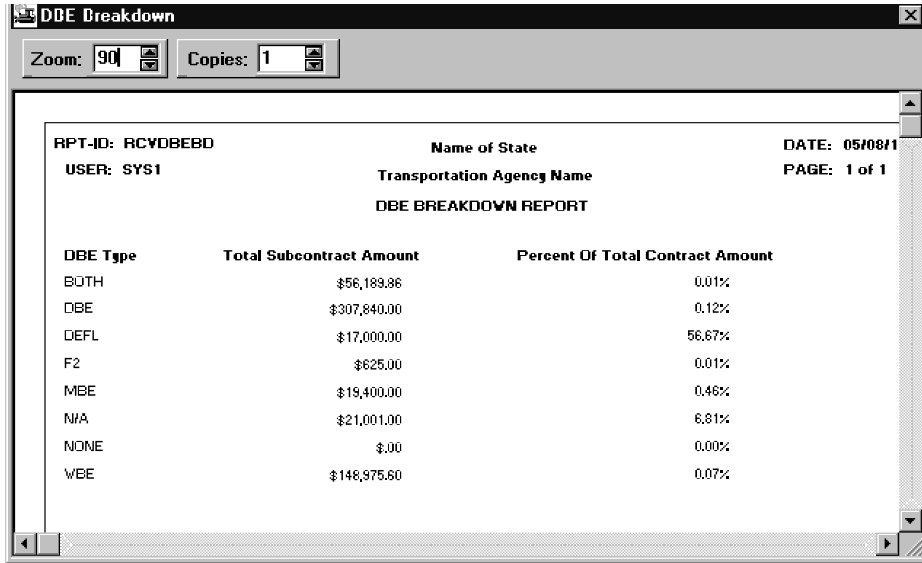 DBE Breakdown
Zoom: 90 Copies: 1
RPT-ID: RCVDBEBD Name of State DATE: 05/08/1
USER: SYS1 Transportation Agency Name PAGE: 1 of 1
DBE BREAKDOWN REPORT
DBE Type Total Subcontract Amount Percent Of Total Contract Amount
BOTH $56,189.86 0.01%
DBE $307,840.00 0.12%
DEFL $17,000.00 56.67%
F2 $625.00 0.01%
MBE $19,400.00 0.46%
N/A $21,001.00 6.81%
NONE $.00 0.00%
WBE $148,975.60 0.07%